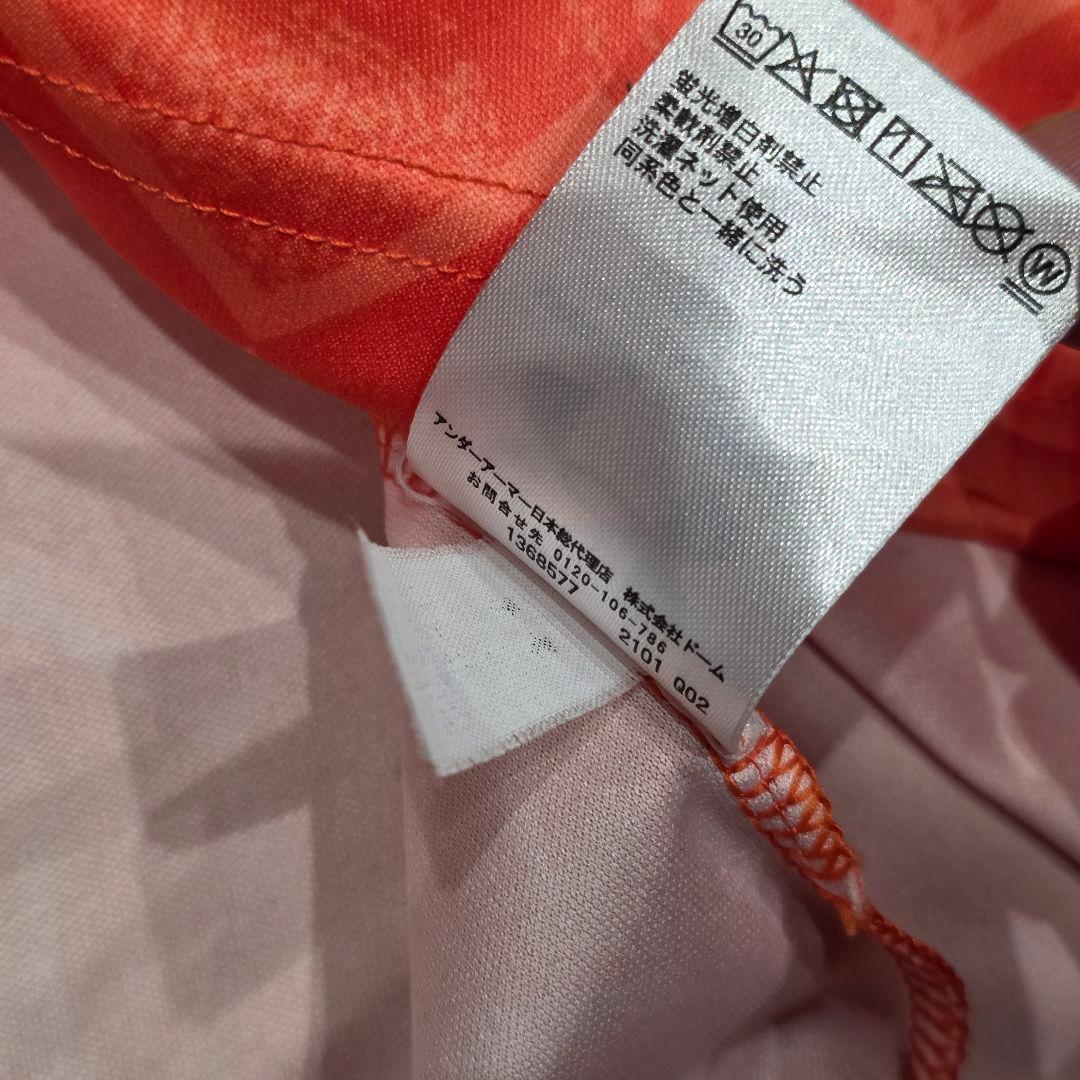 30
W
蛍光増白剤禁止
柔軟剤禁止
洗濯ネット使用
同系色と一緒に洗う
アンダーアーマー日本総代理店 株式会社ドーム
お問合せ先 0120-106-786
1368577 2101 Q02